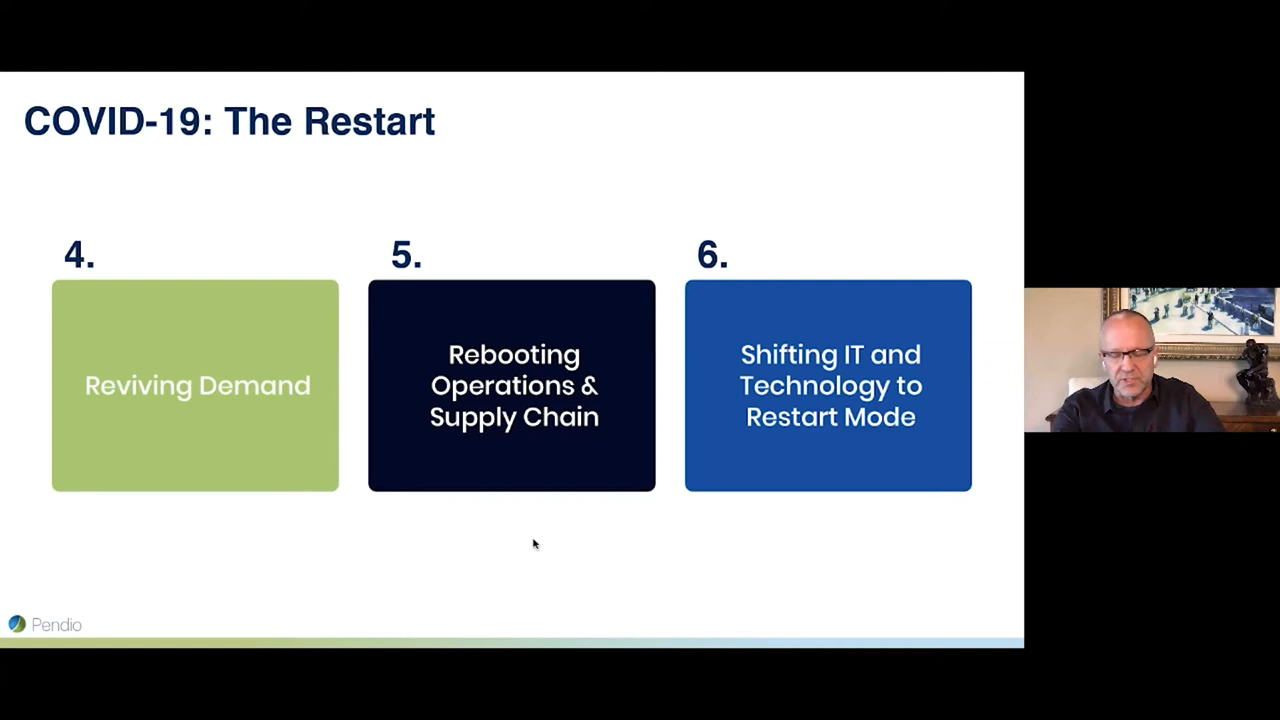 COVID-19: The Restart
4.
Reviving Demand
5.
Rebooting
Operations &
Supply Chain
6.
Shifting IT and
Technology to
Restart Mode
Pendio